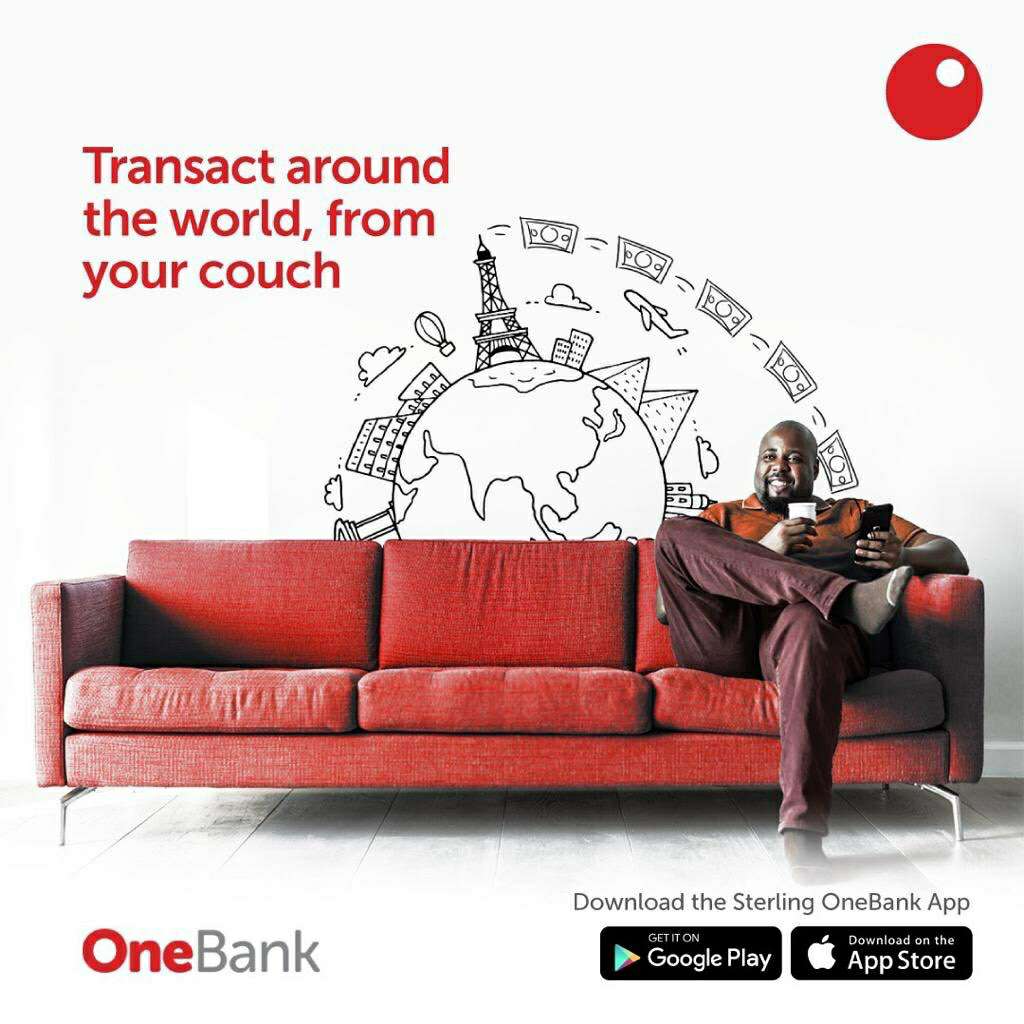 Transact around
the world, from
your couch
Download the Sterling OneBank App
OneBank
GET IT ON
Google Play
Download on the
App Store